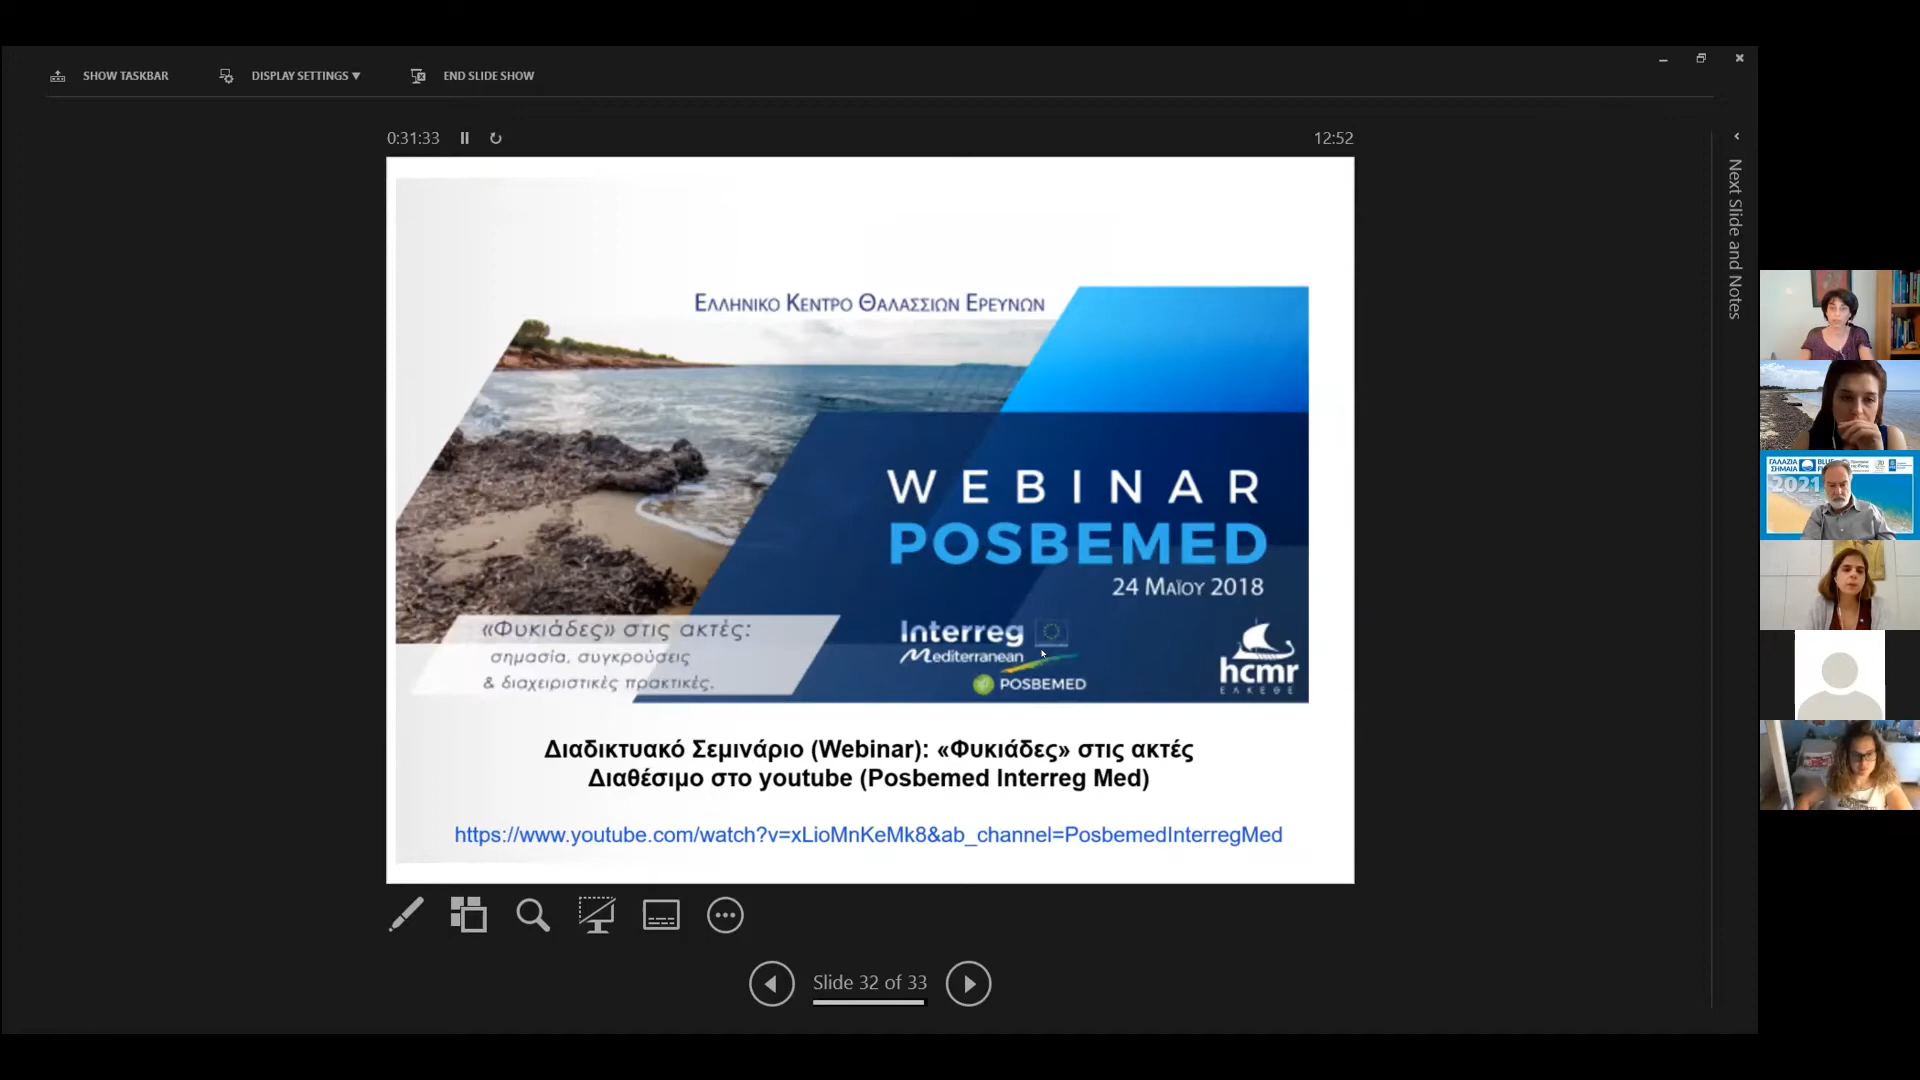 SHOW TASKBAR
DISPLAY SETTINGS ▼
END SLIDE SHOW
0:31:33
12:52
Next Slide and Notes
ΕΛΛΗΝΙΚΟ ΚΕΝΤΡΟ ΘΑΛΑΣΣΙΩΝ ΕΡΕΥΝΩΝ
WEBINAR
POSBEMED
24 ΜΑΪΟΥ 2018
«Φυκιάδες» στις ακτές:
σημασία, συγκρούσεις
& διαχειριστικές πρακτικές.
Interreg
Mediterranean
POSBEMED
hcmr
ΕΛΚΕΘΕ
Διαδικτυακό Σεμινάριο (Webinar): «Φυκιάδες» στις ακτές
Διαθέσιμο στο youtube (Posbemed Interreg Med)
https://www.youtube.com/watch?v=xLioMnKeMk8&ab_channel=PosbemedInterregMed
Slide 32 of 33
ΓΑΛΑΖΙΑ
ΣΗΜΑΙΑ
2021